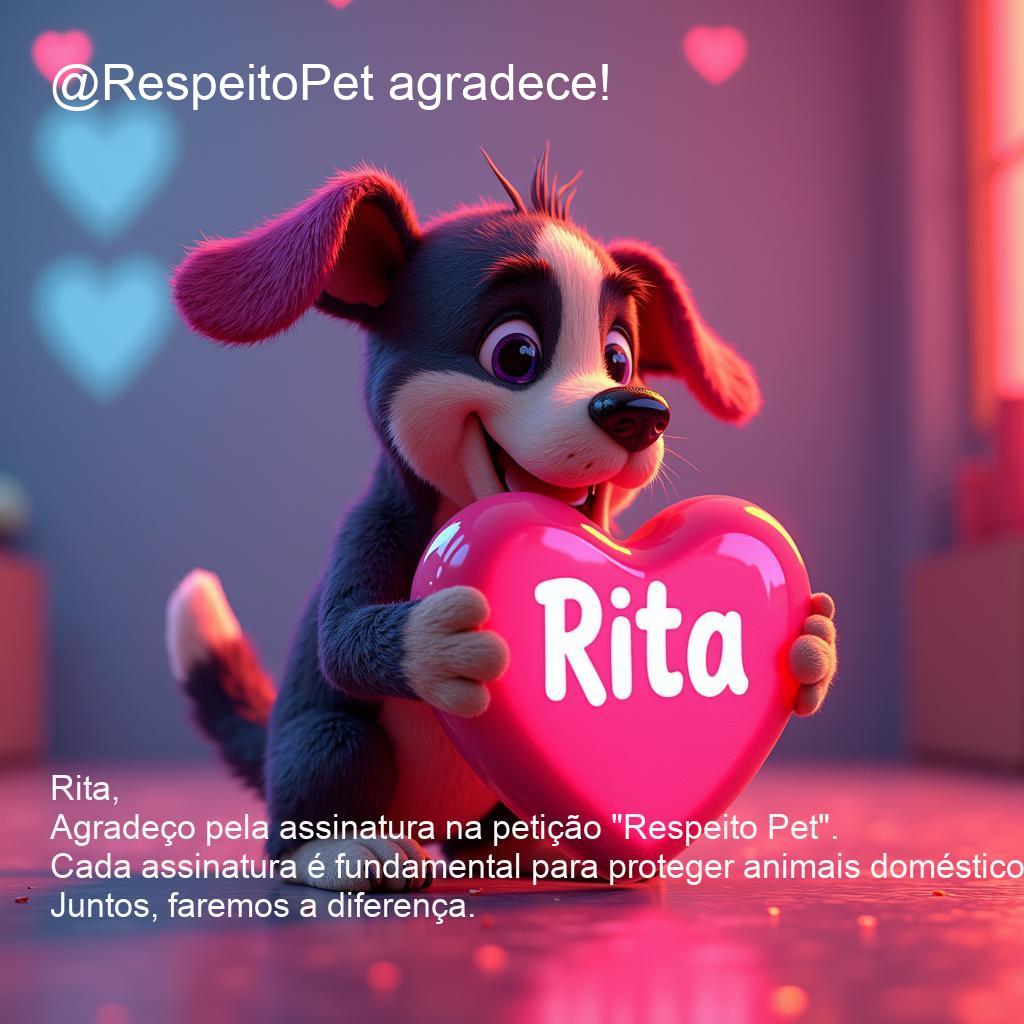 @RespeitoPet agradece!
Rita
Rita,
Agradeço pela assinatura na petição "Respeito Pet".
Cada assinatura é fundamental para proteger animais doméstico
Juntos, faremos a diferença.